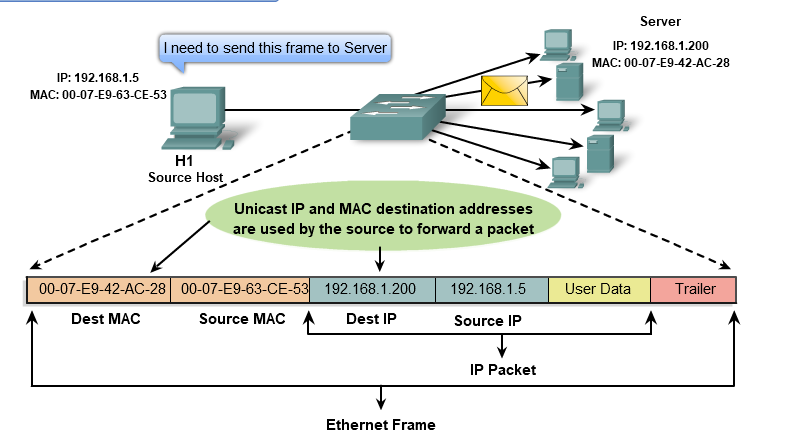 Server
I need to send this frame to Server
IP: 192.168.1.200
MAC: 00-07-E9-42-AC-28
IP: 192.168.1.5
MAC: 00-07-E9-63-CE-53
H1
Source Host
Unicast IP and MAC destination addresses
are used by the source to forward a packet
00-07-E9-42-AC-28 00-07-E9-63-CE-53 192.168.1.200 192.168.1.5 User Data Trailer
Dest MAC Source MAC Dest IP Source IP
IP Packet
Ethernet Frame